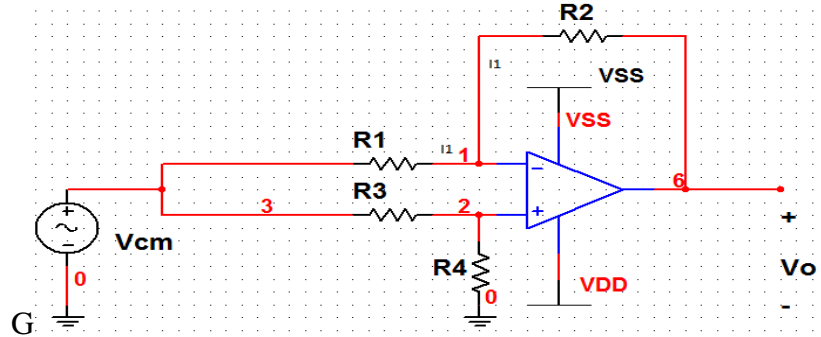 R2
I1
VSS
VSS
R1
I1
1
R3
3
2
6
Vcm
+
−
−
+
+
Vo
-
R4
0
0
VDD
G